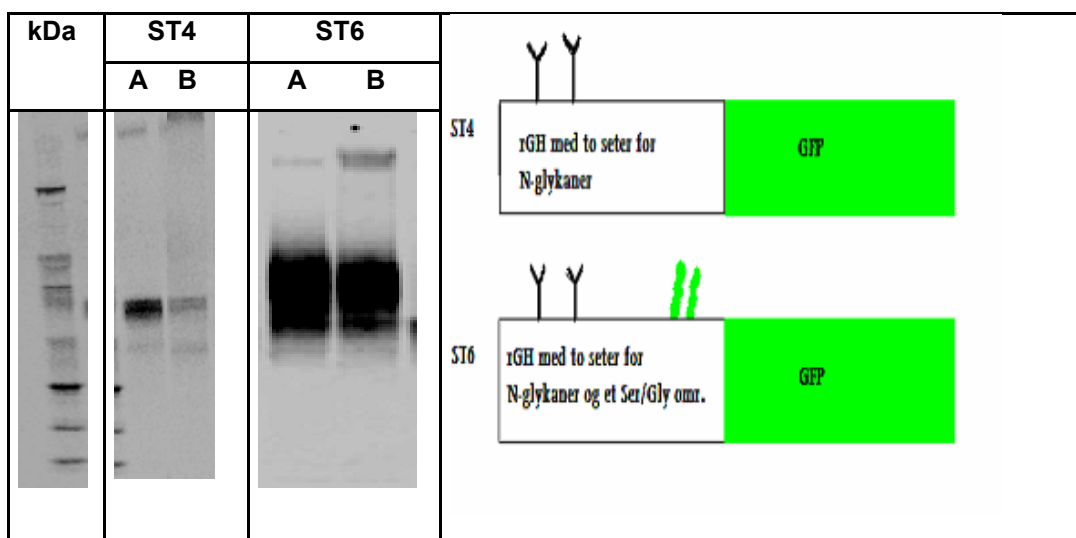 kDa ST4 ST6
A B A B
ST4
rGH med to seter for
N-glykaner
GFP
ST6
rGH med to seter for
N-glykaner og et Ser/Gly omr.
GFP